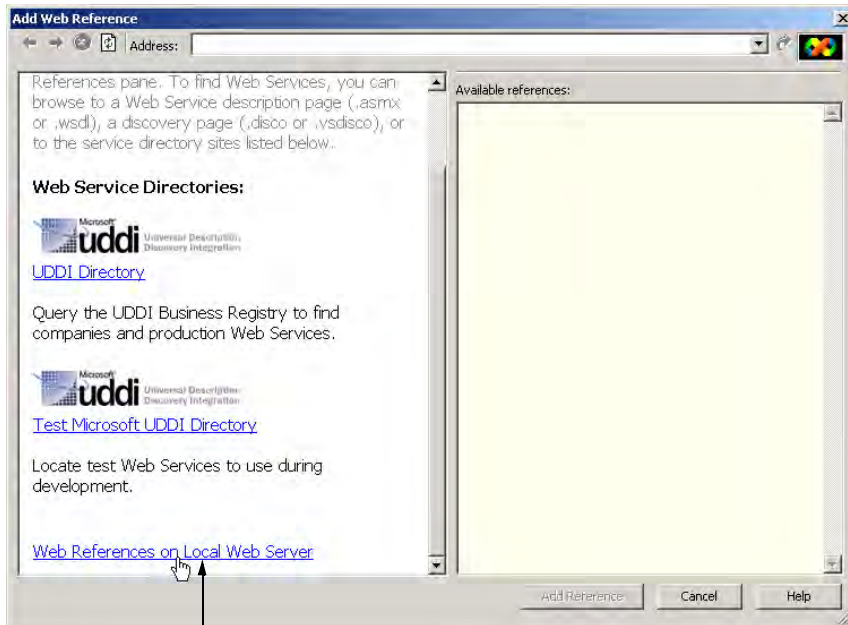 Add Web Reference
Address:
References pane. To find Web Services, you can
browse to a Web Service description page (.asmx
or .wsdl), a discovery page (.disco or .vsdisco), or
to the service directory sites listed below.
Web Service Directories:
Microsoft
uddi Universal Description,
Discovery Integration
UDDI Directory
Query the UDDI Business Registry to find
companies and production Web Services.
Microsoft
uddi Universal Description,
Discovery Integration
Test Microsoft UDDI Directory
Locate test Web Services to use during
development.
Web References on Local Web Server
Available references:
Add Reference
Cancel
Help